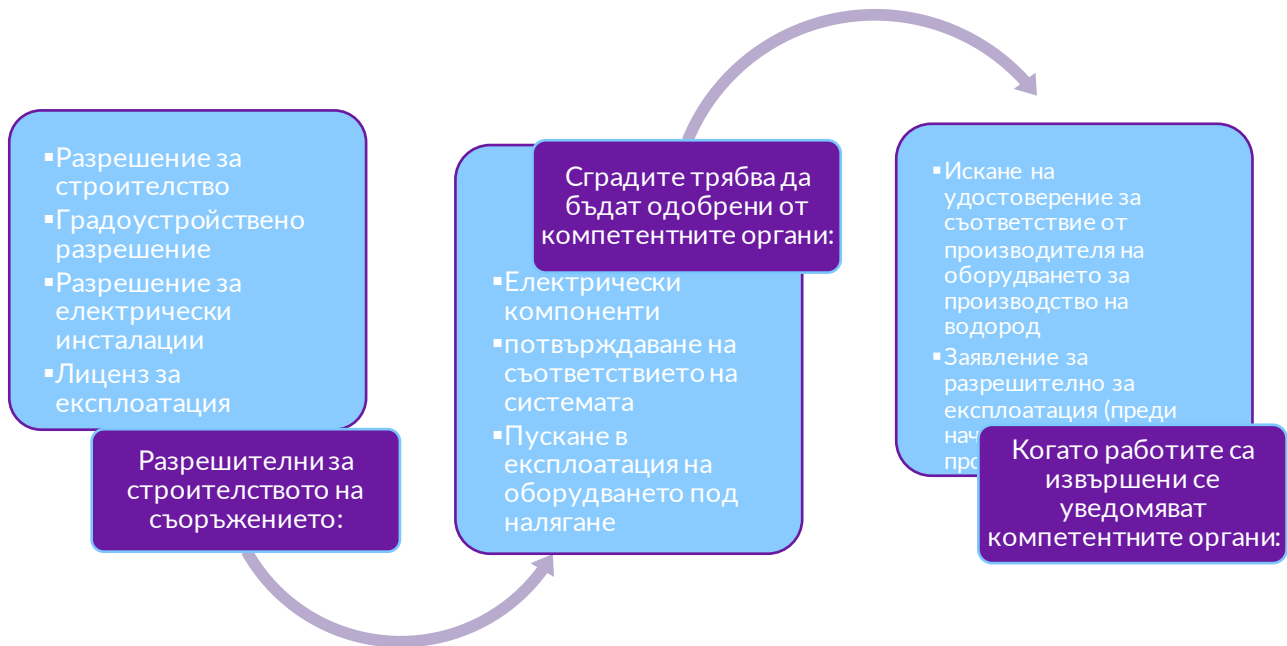 ▪Разрешение за
строителство
▪Градоустройствено
разрешение
▪Разрешение за
електрически
инсталации
▪Лиценз за
експлоатация
Разрешителни за
строителството на
съоръжението:
Сградите трябва да
бъдат одобрени от
компетентните органи:
▪Електрически
компоненти
▪потвърждаване на
съответствието на
системата
▪Пускане в
експлоатация на
оборудването под
налягане
▪Искане на
удостоверение за
съответствие от
производителя на
оборудването за
производство на
водород
▪Заявление за
разрешително за
експлоатация (преди
Когато работите са
извършени се
уведомяват
компетентните органи: